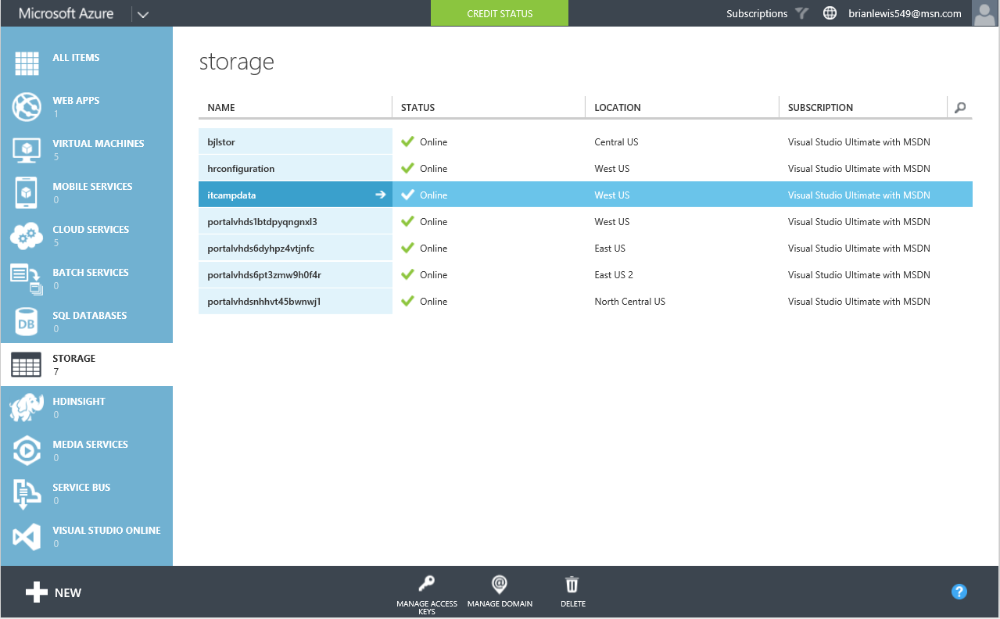 Microsoft Azure
CREDIT STATUS
Subscriptions
brianlewis549@msn.com
ALL ITEMS
WEB APPS
1
VIRTUAL MACHINES
5
MOBILE SERVICES
0
CLOUD SERVICES
5
BATCH SERVICES
0
SQL DATABASES
0
DB
STORAGE
7
HDINSIGHT
0
MEDIA SERVICES
0
SERVICE BUS
0
VISUAL STUDIO ONLINE
0
storage
NAME STATUS LOCATION SUBSCRIPTION
bjlstor Online Central US Visual Studio Ultimate with MSDN
hrconfiguration Online West US Visual Studio Ultimate with MSDN
itcampdata Online West US Visual Studio Ultimate with MSDN
portalvhds1btdpyqngnxl3 Online West US Visual Studio Ultimate with MSDN
portalvhds6dyhpz4vtjnfc Online East US Visual Studio Ultimate with MSDN
portalvhds6pt3zmw9h0f4r Online East US 2 Visual Studio Ultimate with MSDN
portalvhdsnhhvt45bwnwj1 Online North Central US Visual Studio Ultimate with MSDN
NEW
MANAGE ACCESS
KEYS
MANAGE DOMAIN
DELETE
?